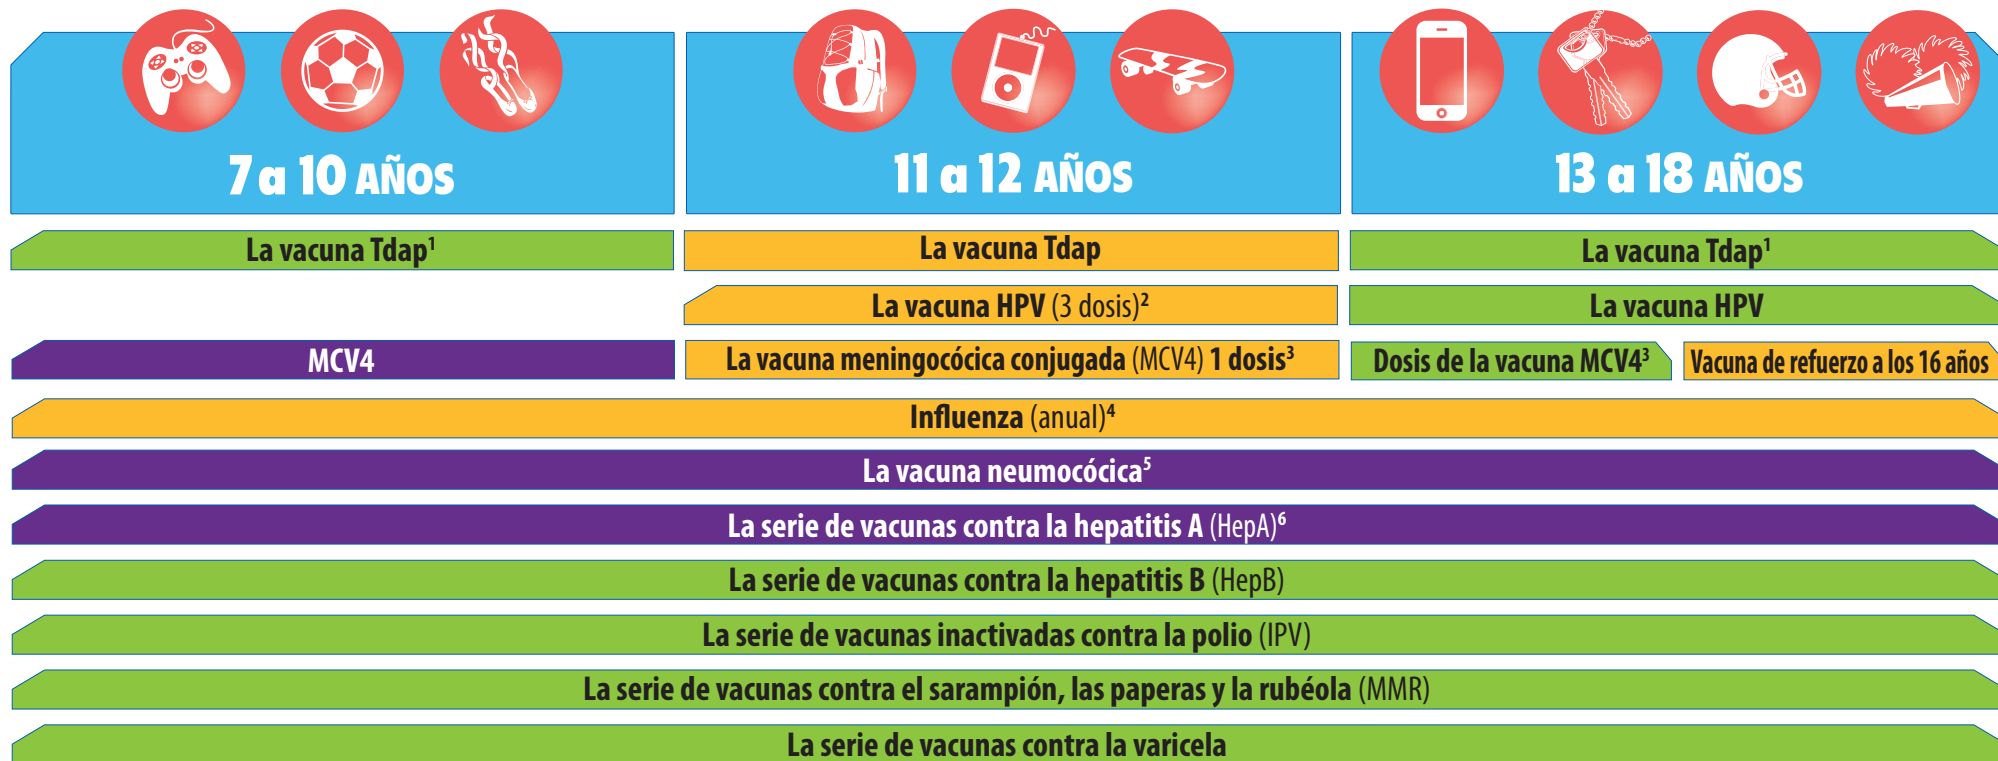 7 a 10 AÑOS
11 a 12 AÑOS
13 a 18 AÑOS
La vacuna Tdap¹
La vacuna Tdap
La vacuna Tdap¹
La vacuna HPV (3 dosis)²
La vacuna HPV
MCV4
La vacuna meningocócica conjugada (MCV4) 1 dosis³
Dosis de la vacuna MCV4³
Vacuna de refuerzo a los 16 años
Influenza (anual)⁴
La vacuna neumocócica⁵
La serie de vacunas contra la hepatitis A (HepA)⁶
La serie de vacunas contra la hepatitis B (HepB)
La serie de vacunas inactivadas contra la polio (IPV)
La serie de vacunas contra el sarampión, las paperas y la rubéola (MMR)
La serie de vacunas contra la varicela